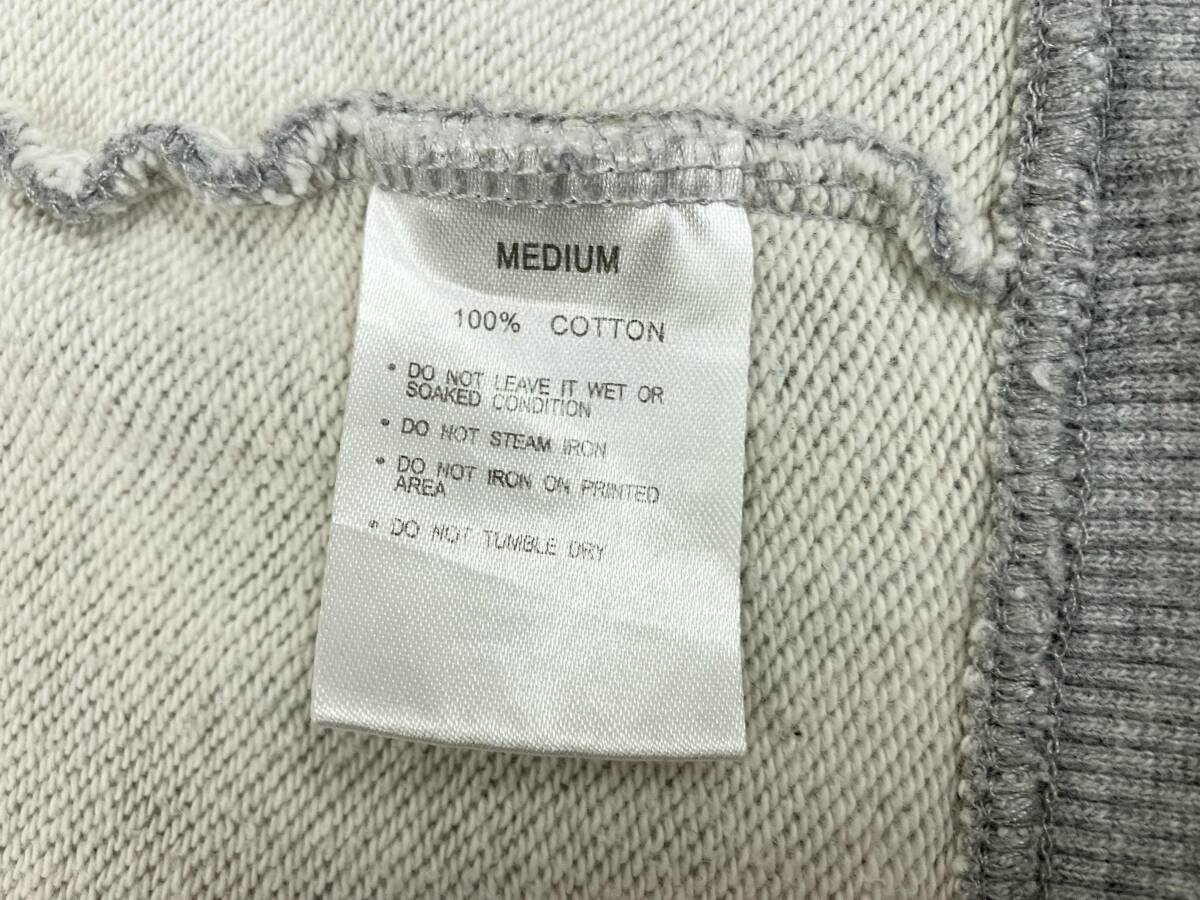 MEDIUM
100% COTTON
• DO NOT LEAVE IT WET OR
SOAKED CONDITION
• DO NOT STEAM IRON
• DO NOT IRON ON PRINTED
AREA
• DO NOT TUMBLE DRY